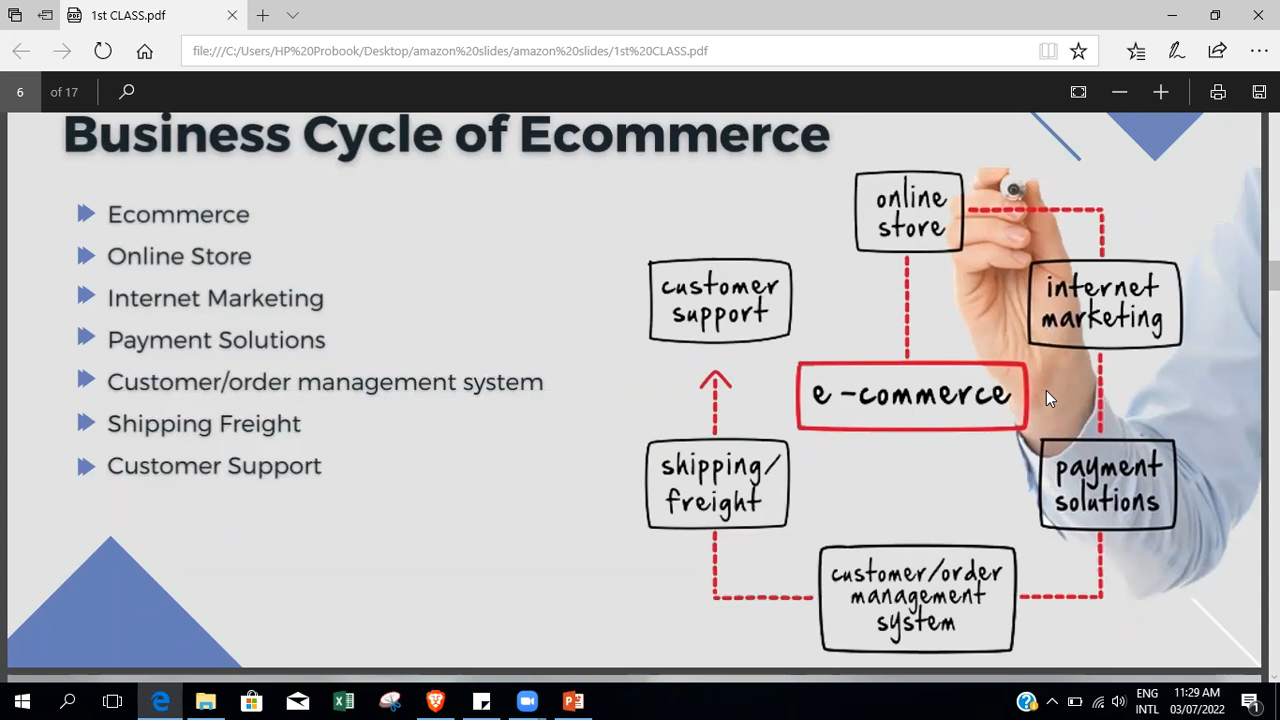 1st CLASS.pdf
file:///C:/Users/HP%20Probook/Desktop/amazon%20slides/amazon%20slides/1st%20CLASS.pdf
6 of 17
Business Cycle of Ecommerce
Ecommerce
Online Store
Internet Marketing
Payment Solutions
Customer/order management system
Shipping Freight
Customer Support
online
store
customer
support
internet
marketing
e-commerce
shipping/
freight
payment
solutions
customer/order
management
system
ENG
INTL
11:29 AM
03/07/2022
1